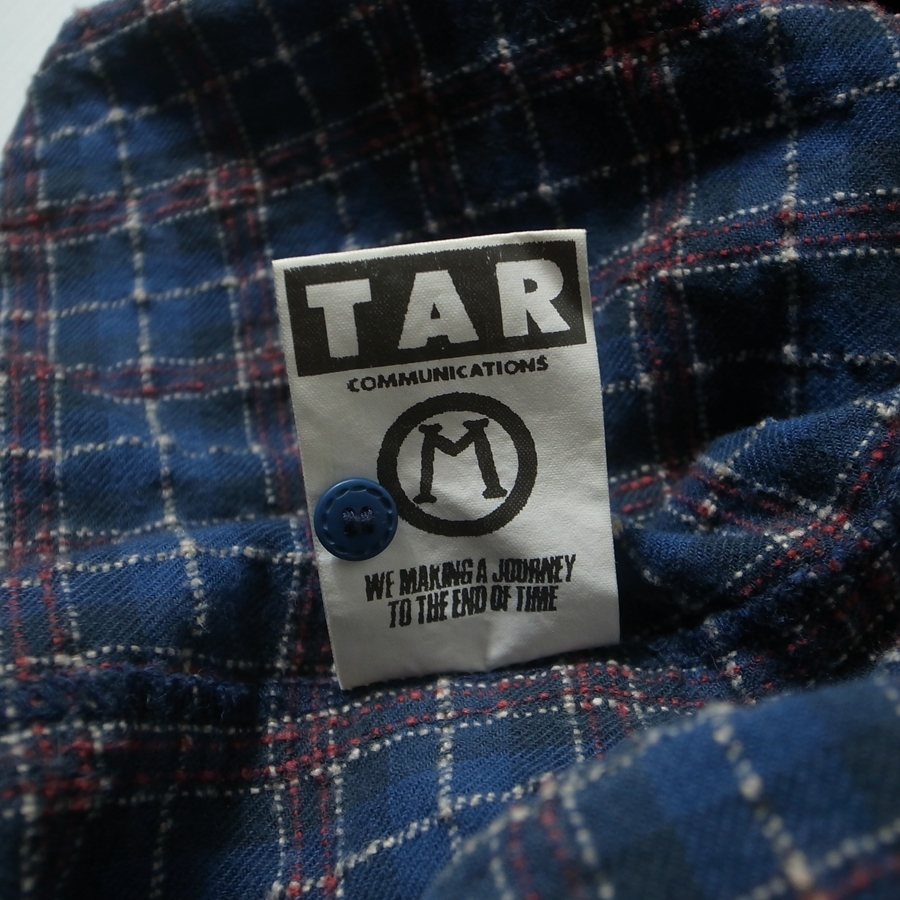 TAR
COMMUNICATIONS
M
WE MAKING A JOURNEY
TO THE END OF TIME